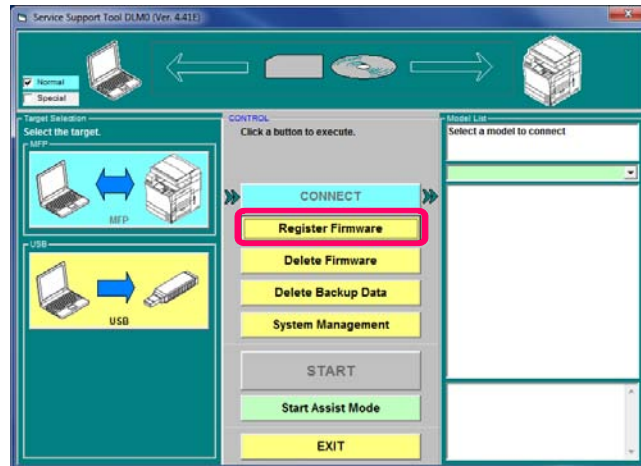 Service Support Tool DLM0 (Ver. 4.41E)
Normal
Special
Target Selection
Select the target.
MFP
MFP
USB
USB
CONTROL
Click a button to execute.
CONNECT
Register Firmware
Delete Firmware
Delete Backup Data
System Management
START
Start Assist Mode
EXIT
Model List
Select a model to connect